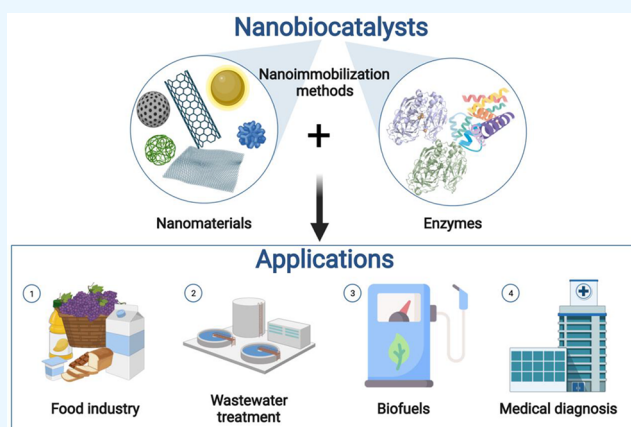 Nanobiocatalysts
Nanoimmobilization
methods
+
Nanomaterials
Enzymes
Applications
1
2
3
4
Food industry
Wastewater
treatment
Biofuels
Medical diagnosis